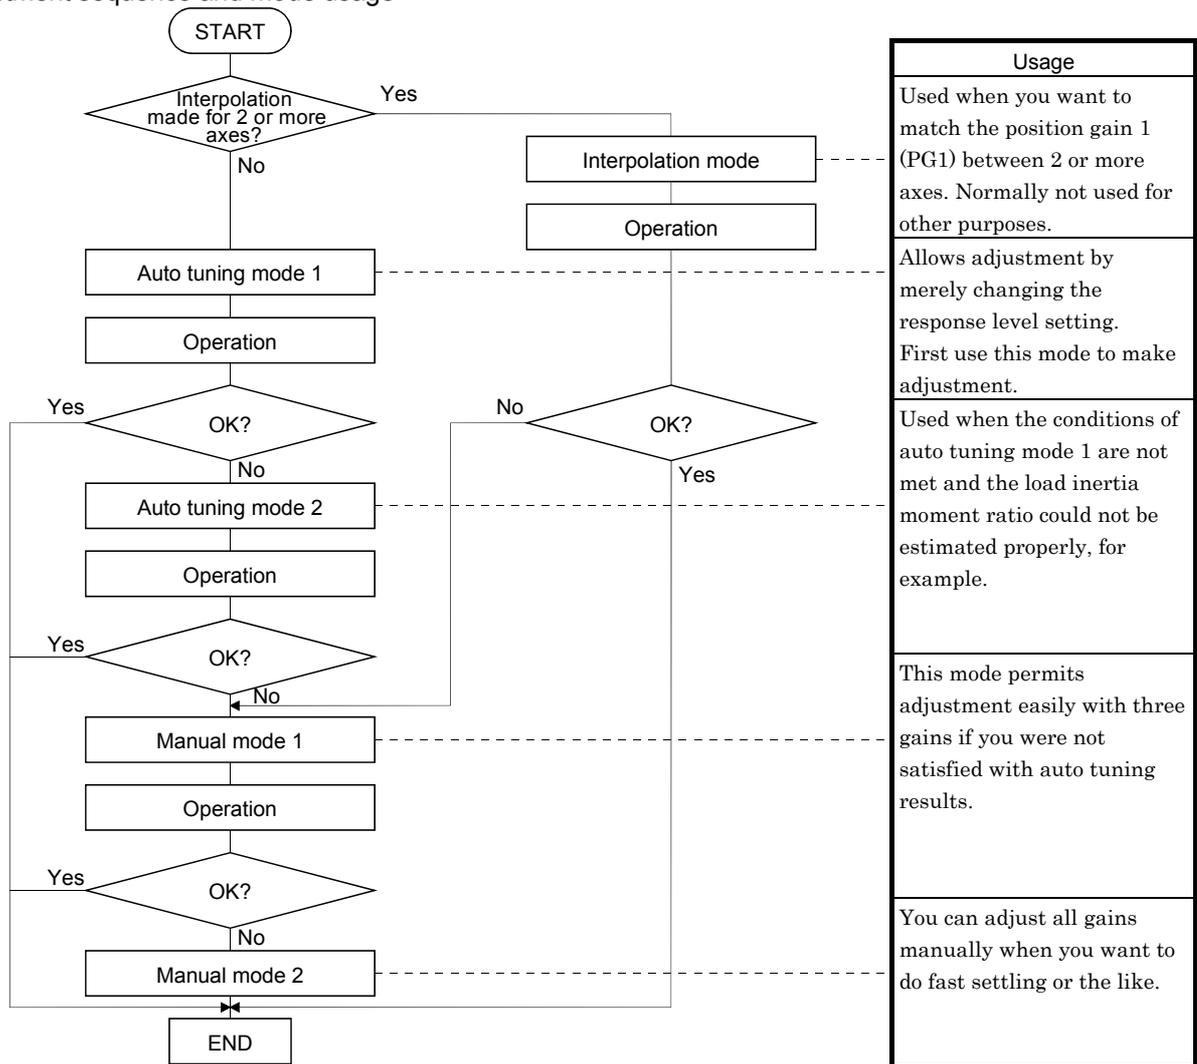 sequence and mode usage
START
Interpolation
made for 2 or more
axes?
Yes
No
Interpolation mode
Operation
Auto tuning mode 1
Operation
Yes
OK?
No
No
OK?
Yes
Auto tuning mode 2
Operation
Yes
OK?
No
Manual mode 1
Operation
Yes
OK?
No
Manual mode 2
END
Usage
Used when you want to
match the position gain 1
(PG1) between 2 or more
axes. Normally not used for
other purposes.
Allows adjustment by
merely changing the
response level setting.
First use this mode to make
adjustment.
Used when the conditions of
auto tuning mode 1 are not
met and the load inertia
moment ratio could not be
estimated properly, for
example.
This mode permits
adjustment easily with three
gains if you were not
satisfied with auto tuning
results.
You can adjust all gains
manually when you want to
do fast settling or the like.